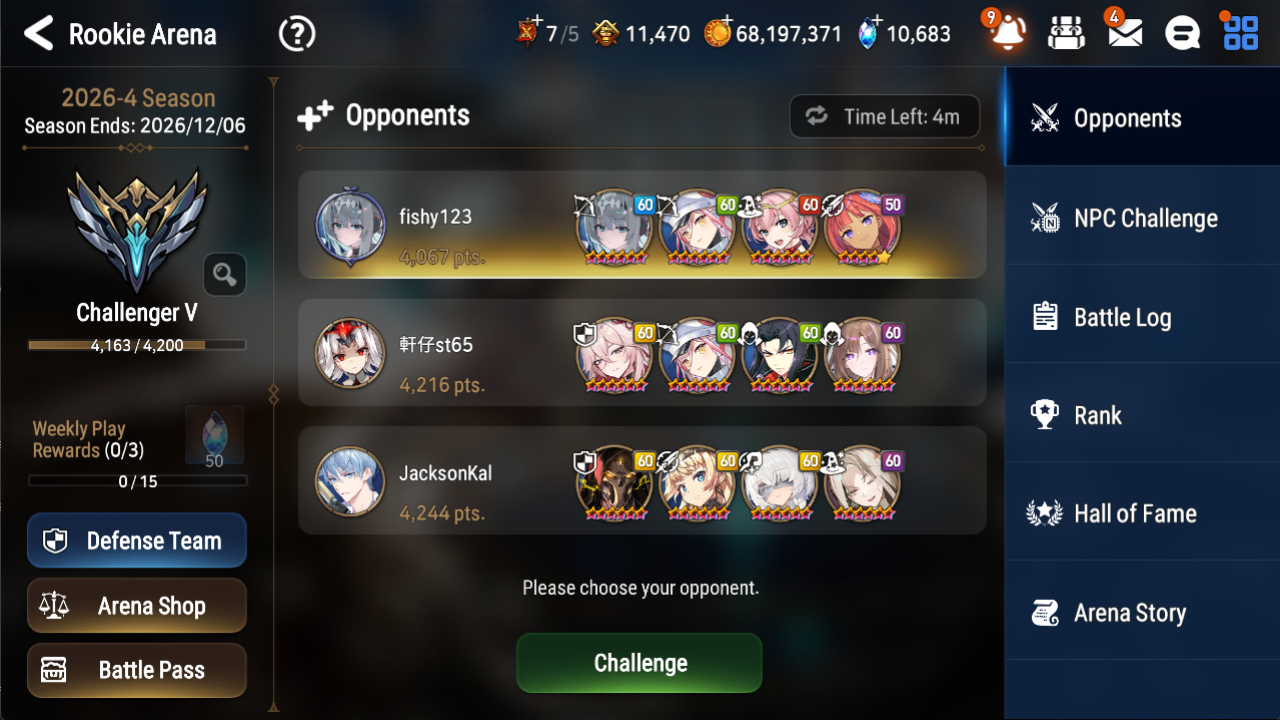 Rookie Arena
7/5
11,470
68,197,371
10,683
9
4
2026-4 Season
Season Ends: 2026/12/06
Challenger V
4,163 / 4,200
Weekly Play
Rewards (0/3)
50
0 / 15
Defense Team
Arena Shop
Battle Pass
Opponents
Time Left: 4m
fishy123
4,067 pts.
60
60
60
50
軒仔st65
4,216 pts.
60
60
60
60
JacksonKal
4,244 pts.
60
60
60
60
Please choose your opponent.
Challenge
Opponents
NPC Challenge
Battle Log
Rank
Hall of Fame
Arena Story